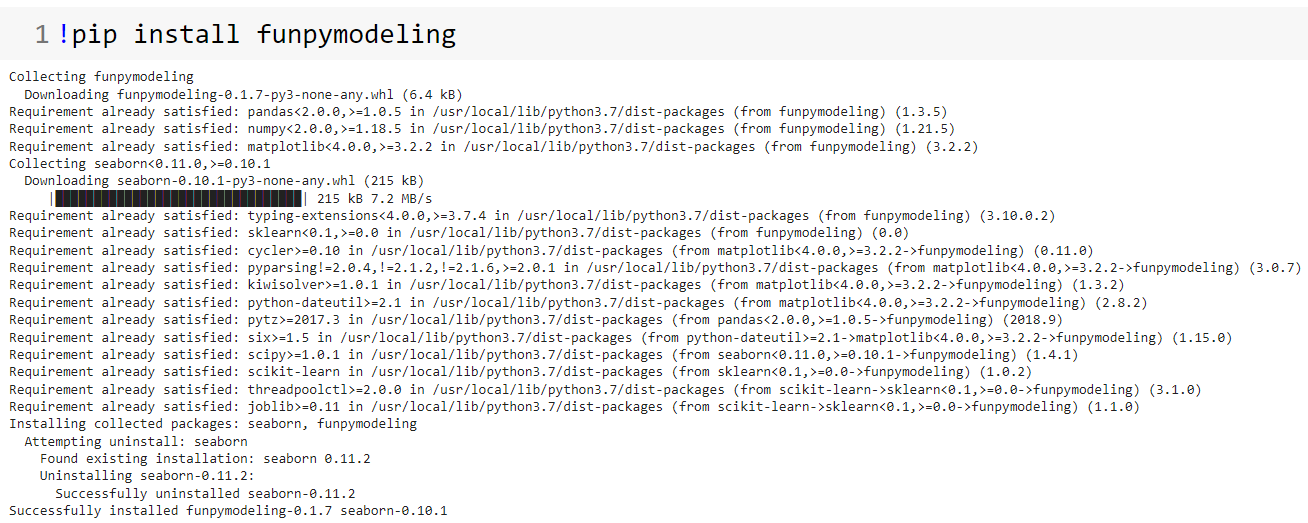 1 !pip install funpymodeling
Collecting funpymodeling
Downloading funpymodeling-0.1.7-py3-none-any.whl (6.4 kB)
Requirement already satisfied: pandas<2.0.0,>=1.0.5 in /usr/local/lib/python3.7/dist-packages (from funpymodeling) (1.3.5)
Requirement already satisfied: numpy<2.0.0,>=1.18.5 in /usr/local/lib/python3.7/dist-packages (from funpymodeling) (1.21.5)
Requirement already satisfied: matplotlib<4.0.0,>=3.2.2 in /usr/local/lib/python3.7/dist-packages (from funpymodeling) (3.2.2)
Collecting seaborn<0.11.0,>=0.10.1
Downloading seaborn-0.10.1-py3-none-any.whl (215 kB)
| | 215 kB 7.2 MB/s
Requirement already satisfied: typing-extensions<4.0.0,>=3.7.4 in /usr/local/lib/python3.7/dist-packages (from funpymodeling) (3.10.0.2)
Requirement already satisfied: sklearn<0.1,>=0.0 in /usr/local/lib/python3.7/dist-packages (from funpymodeling) (0.0)
Requirement already satisfied: cycler>=0.10 in /usr/local/lib/python3.7/dist-packages (from matplotlib<4.0.0,>=3.2.2->funpymodeling) (0.11.0)
Requirement already satisfied: pyparsing!=2.0.4,!=2.1.2,!=2.1.6,>=2.0.1 in /usr/local/lib/python3.7/dist-packages (from matplotlib<4.0.0,>=3.2.2->funpymodeling) (3.0.7)
Requirement already satisfied: kiwisolver>=1.0.1 in /usr/local/lib/python3.7/dist-packages (from matplotlib<4.0.0,>=3.2.2->funpymodeling) (1.3.2)
Requirement already satisfied: python-dateutil>=2.1 in /usr/local/lib/python3.7/dist-packages (from matplotlib<4.0.0,>=3.2.2->funpymodeling) (2.8.2)
Requirement already satisfied: pytz>=2017.3 in /usr/local/lib/python3.7/dist-packages (from pandas<2.0.0,>=1.0.5->funpymodeling) (2018.9)
Requirement already satisfied: six>=1.5 in /usr/local/lib/python3.7/dist-packages (from python-dateutil>=2.1->matplotlib<4.0.0,>=3.2.2->funpymodeling) (1.15.0)
Requirement already satisfied: scipy>=1.0.1 in /usr/local/lib/python3.7/dist-packages (from seaborn<0.11.0,>=0.10.1->funpymodeling) (1.4.1)
Requirement already satisfied: scikit-learn in /usr/local/lib/python3.7/dist-packages (from sklearn<0.1,>=0.0->funpymodeling) (1.0.2)
Requirement already satisfied: threadpoolctl>=2.0.0 in /usr/local/lib/python3.7/dist-packages (from scikit-learn->sklearn<0.1,>=0.0->funpymodeling) (3.1.0)
Requirement already satisfied: joblib>=0.11 in /usr/local/lib/python3.7/dist-packages (from scikit-learn->sklearn<0.1,>=0.0->funpymodeling) (1.1.0)
Installing collected packages: seaborn, funpymodeling
Attempting uninstall: seaborn
Found existing installation: seaborn 0.11.2
Uninstalling seaborn-0.11.2:
Successfully uninstalled seaborn-0.11.2
Successfully installed funpymodeling-0.1.7 seaborn-0.10.1